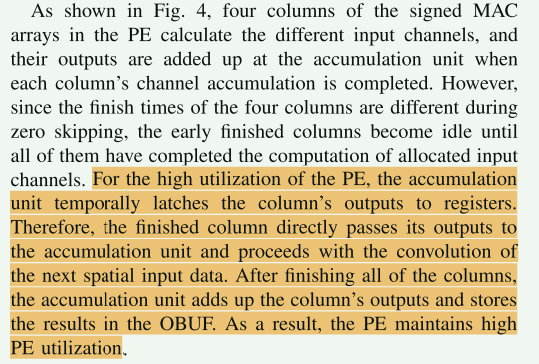 As shown in Fig. 4, four columns of the signed MAC
arrays in the PE calculate the different input channels, and
their outputs are added up at the accumulation unit when
each column's channel accumulation is completed. However,
since the finish times of the four columns are different during
zero skipping, the early finished columns become idle until
all of them have completed the computation of allocated input
channels. For the high utilization of the PE, the accumulation
unit temporally latches the column's outputs to registers.
Therefore, the finished column directly passes its outputs to
the accumulation unit and proceeds with the convolution of
the next spatial input data. After finishing all of the columns,
the accumulation unit adds up the column's outputs and stores
the results in the OBUF. As a result, the PE maintains high
PE utilization.